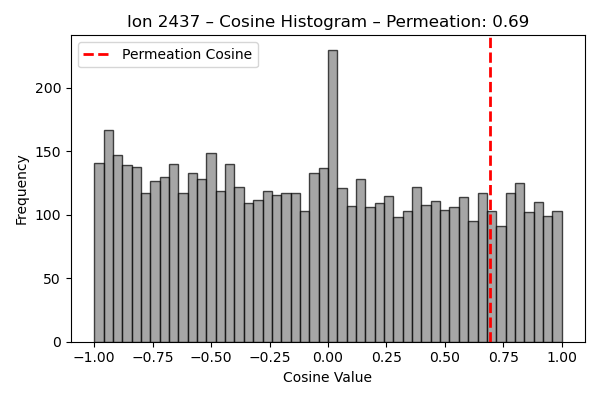 Ion 2437 – Cosine Histogram – Permeation: 0.69
Permeation Cosine
Frequency
200
150
100
50
0
−1.00 −0.75 −0.50 −0.25 0.00 0.25 0.50 0.75 1.00
Cosine Value